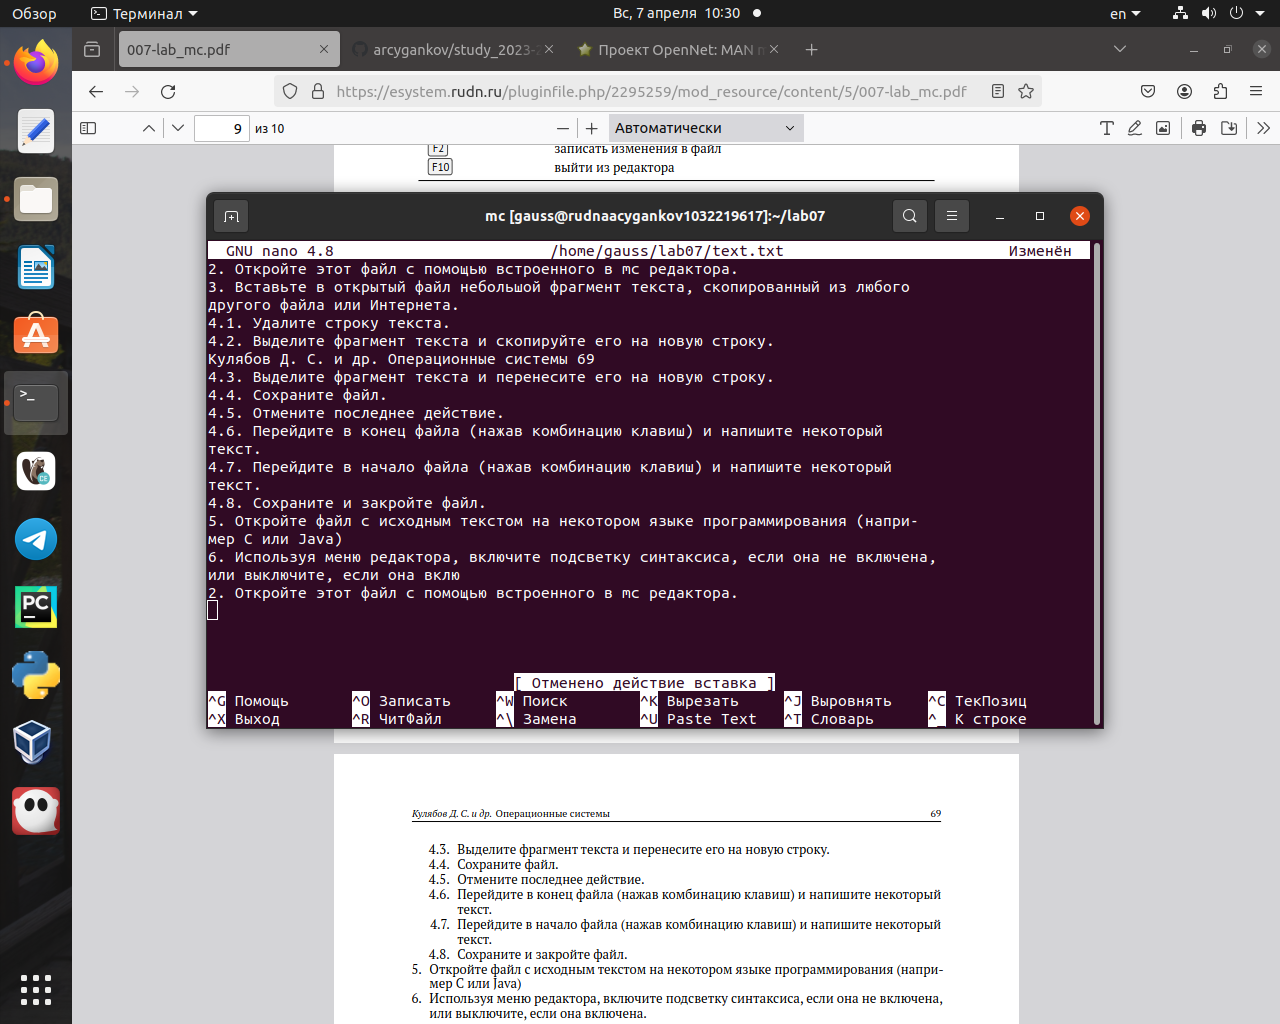 Обзор
Терминал
Вс, 7 апреля 10:30
en
007-lab_mc.pdf
arcygankov/study_2023-2
Проект OpenNet: MAN m
https://esystem.rudn.ru/pluginfile.php/2295259/mod_resource/content/5/007-lab_mc.pdf
9 из 10
Автоматически
F2 записать изменения в файл
F10 выйти из редактора
mc [gauss@rudnaacygankov1032219617]:~/lab07
GNU nano 4.8 /home/gauss/lab07/text.txt Изменён
2. Откройте этот файл с помощью встроенного в mc редактора.
3. Вставьте в открытый файл небольшой фрагмент текста, скопированный из любого
другого файла или Интернета.
4.1. Удалите строку текста.
4.2. Выделите фрагмент текста и скопируйте его на новую строку.
Кулябов Д. С. и др. Операционные системы 69
4.3. Выделите фрагмент текста и перенесите его на новую строку.
4.4. Сохраните файл.
4.5. Отмените последнее действие.
4.6. Перейдите в конец файла (нажав комбинацию клавиш) и напишите некоторый
текст.
4.7. Перейдите в начало файла (нажав комбинацию клавиш) и напишите некоторый
текст.
4.8. Сохраните и закройте файл.
5. Откройте файл с исходным текстом на некотором языке программирования (напри-
мер C или Java)
6. Используя меню редактора, включите подсветку синтаксиса, если она не включена,
или выключите, если она вклю
2. Откройте этот файл с помощью встроенного в mc редактора.
[ Отменено действие вставка ]
^G Помощь ^O Записать ^W Поиск ^K Вырезать ^J Выровнять ^C ТекПозиц
^X Выход ^R ЧитФайл ^\ Замена ^U Paste Text ^T Словарь ^_ К строке
Кулябов Д. С. и др. Операционные системы 69
4.3. Выделите фрагмент текста и перенесите его на новую строку.
4.4. Сохраните файл.
4.5. Отмените последнее действие.
4.6. Перейдите в конец файла (нажав комбинацию клавиш) и напишите некоторый
текст.
4.7. Перейдите в начало файла (нажав комбинацию клавиш) и напишите некоторый
текст.
4.8. Сохраните и закройте файл.
5. Откройте файл с исходным текстом на некотором языке программирования (напри-
мер C или Java)
6. Используя меню редактора, включите подсветку синтаксиса, если она не включена,
или выключите, если она включена.